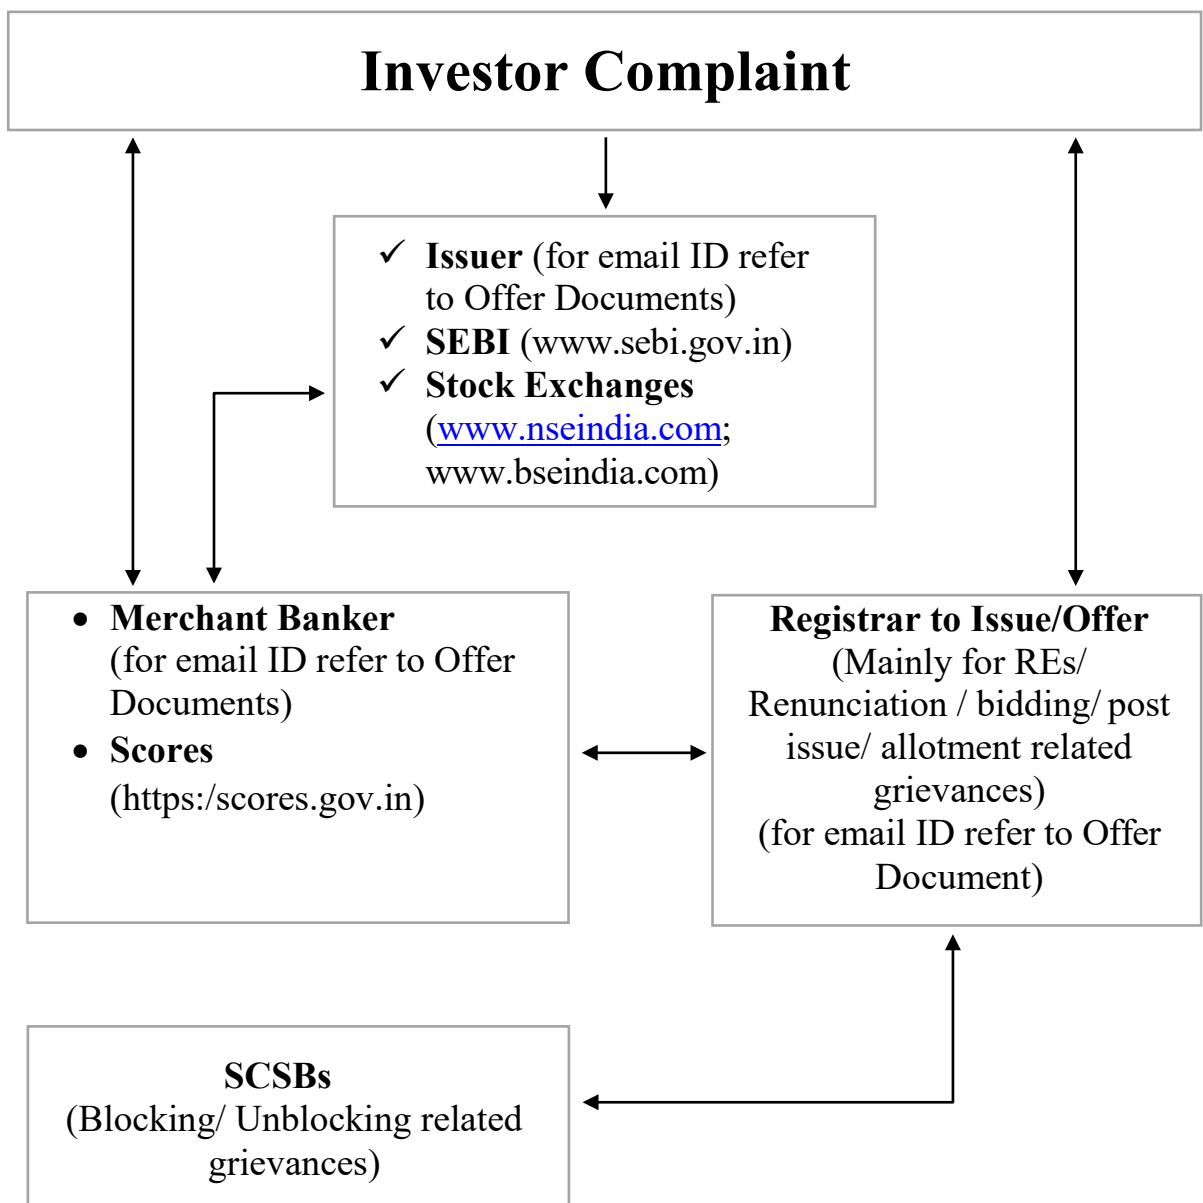 Investor Complaint
✓ Issuer (for email ID refer
to Offer Documents)
✓ SEBI (www.sebi.gov.in)
✓ Stock Exchanges
(www.nseindia.com;
www.bseindia.com)
• Merchant Banker
(for email ID refer to Offer
Documents)
• Scores
(https:/scores.gov.in)
Registrar to Issue/Offer
(Mainly for REs/
Renunciation / bidding/ post
issue/ allotment related
grievances)
(for email ID refer to Offer
Document)
SCSBs
(Blocking/ Unblocking related
grievances)